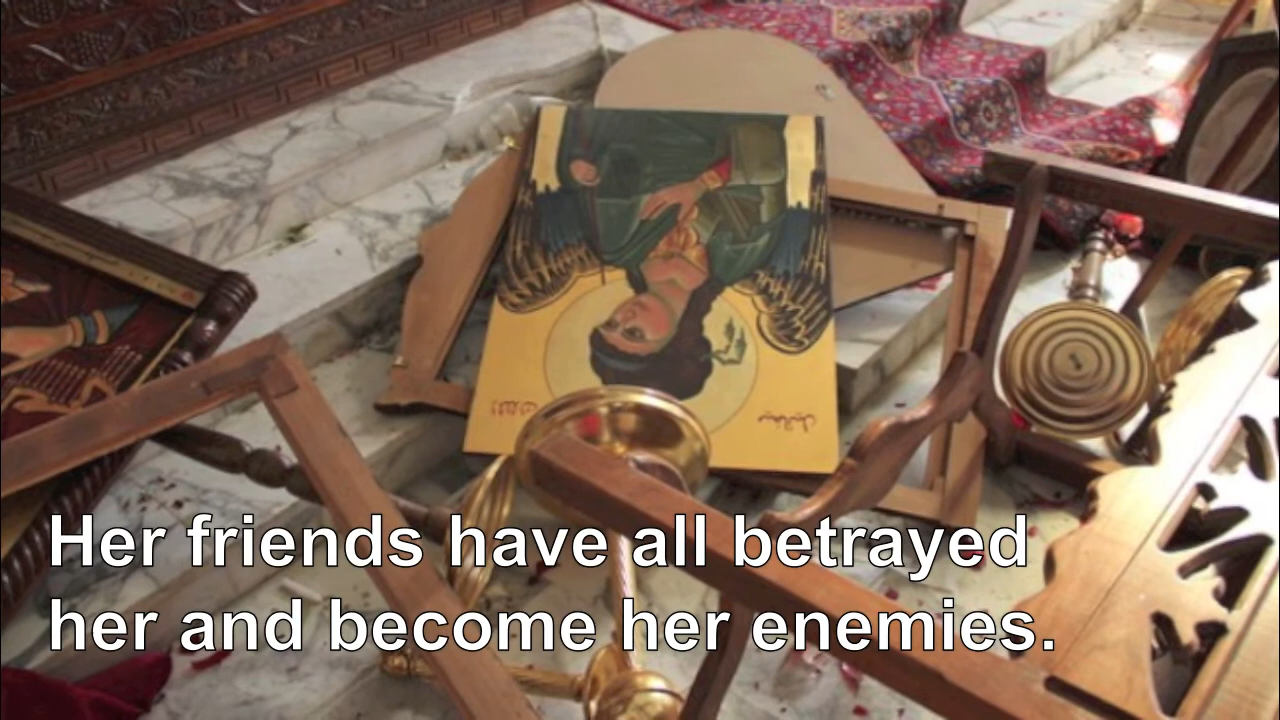 Her friends have all betrayed
her and become her enemies.